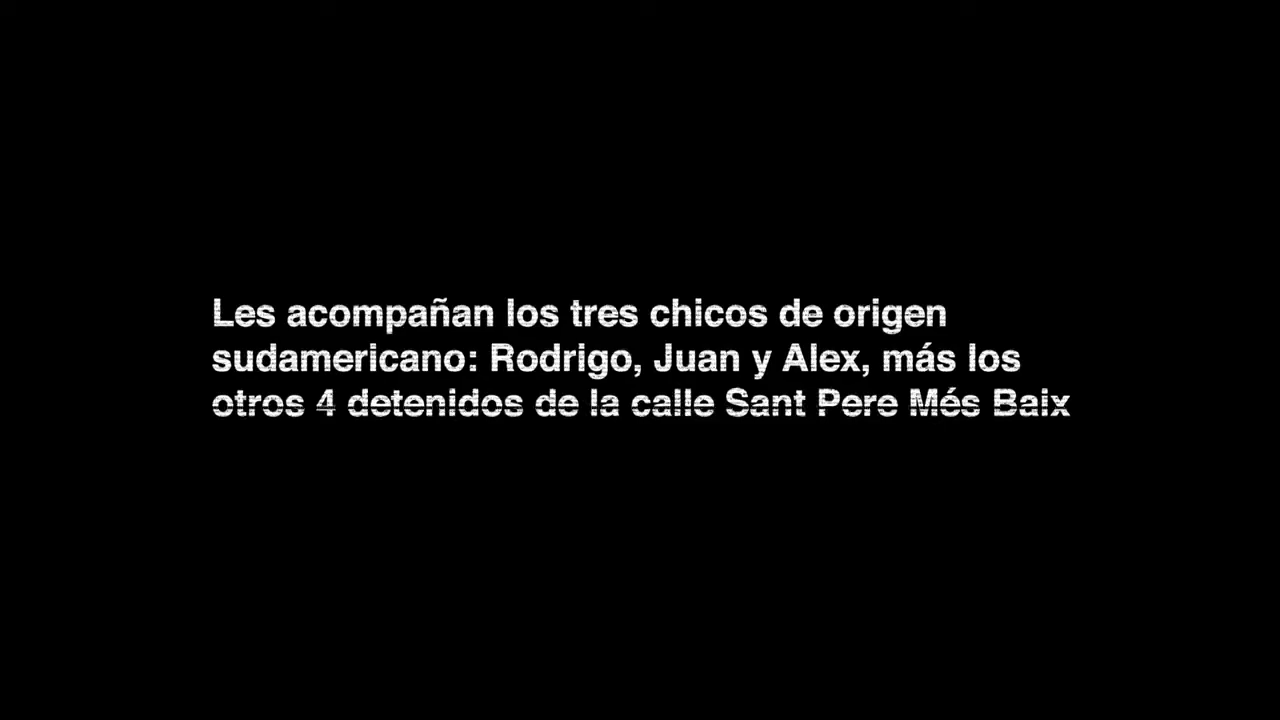 Les acompañan los tres chicos de origen
sudamericano: Rodrigo, Juan y Alex, más los
otros 4 detenidos de la calle Sant Pere Més Baix